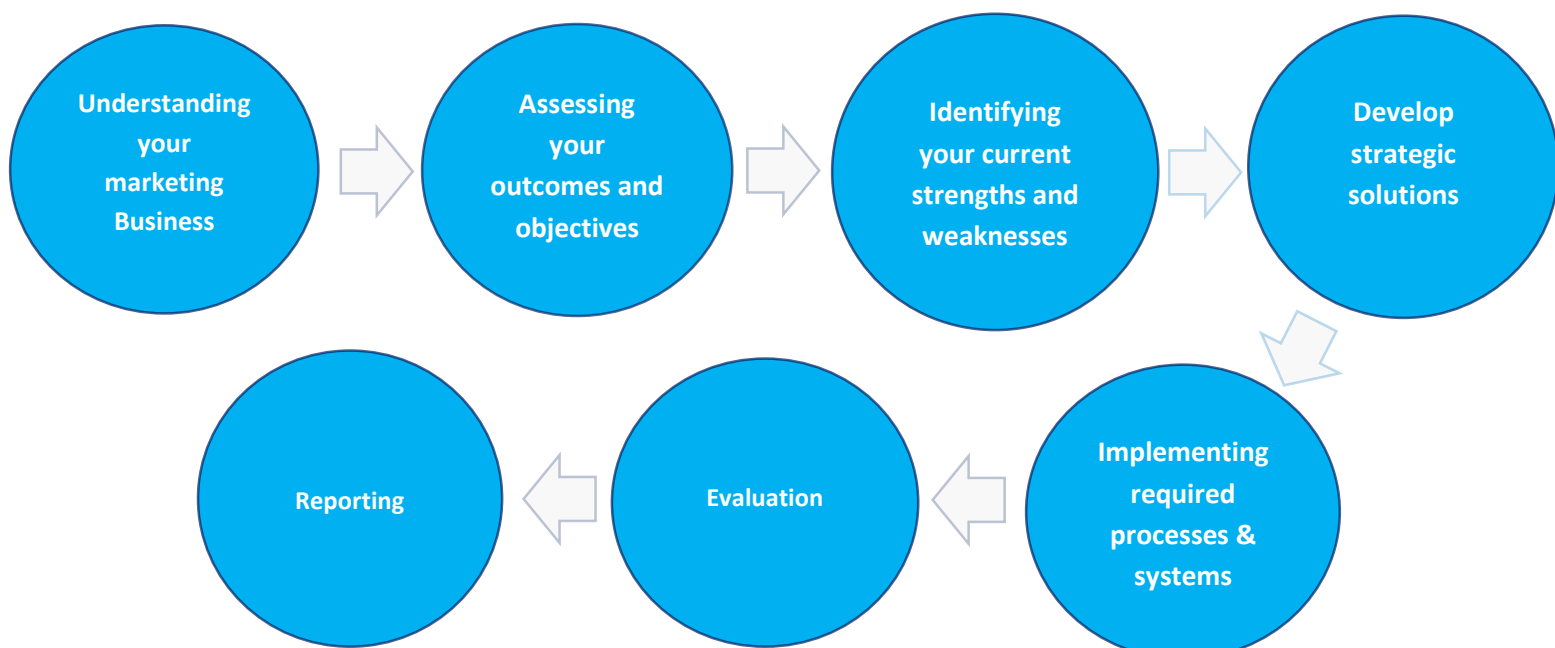 Understanding
your
marketing
Business
Assessing
your
outcomes and
objectives
Identifying
your current
strengths and
weaknesses
Develop
strategic
solutions
Implementing
required
processes &
systems
Evaluation
Reporting